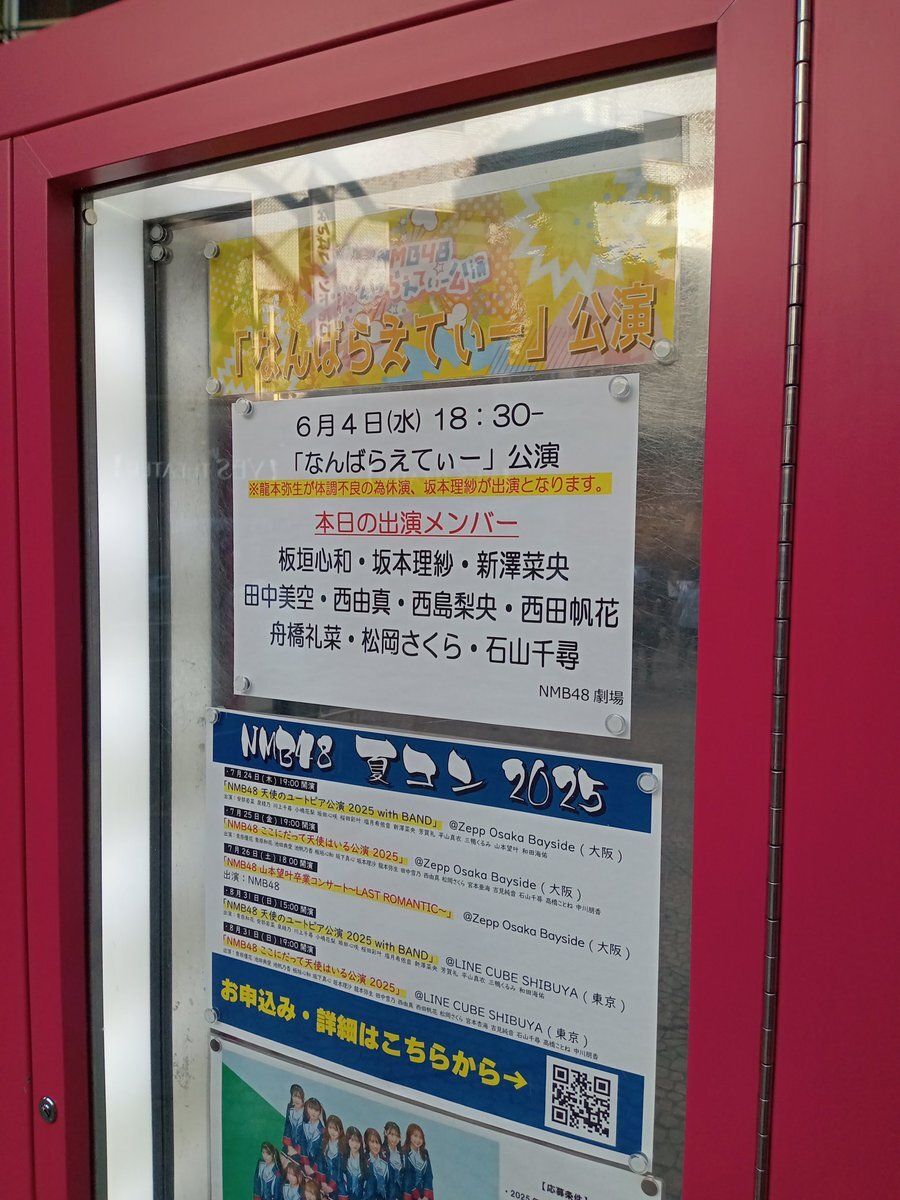 NMB48
「なんばらえてぃー」公演
6月4日(水) 18：30-
「なんばらえてぃー」公演
※龍本弥生が体調不良の為休演、坂本理紗が出演となります。
本日の出演メンバー
板垣心和・坂本理紗・新澤菜央
田中美空・西由真・西島梨央・西田帆花
舟橋礼菜・松岡さくら・石山千尋
NMB48 劇場
NMB48 夏コン 2025
・7月24日(木)19:00開演
「NMB48 天使のユートピア公演 2025 with BAND」 @Zepp Osaka Bayside (大阪)
・7月25日(金)19:00開演
「NMB48 ここにだって天使はいる公演 2025」 @Zepp Osaka Bayside (大阪)
・7月26日(土)18:00開演
「NMB48 山本望叶卒業コンサート～LAST ROMANTIC～」 @Zepp Osaka Bayside (大阪)
出演：NMB48
・8月31日(日)15:00開演
「NMB48 天使のユートピア公演 2025 with BAND」 @LINE CUBE SHIBUYA (東京)
・8月31日(日)19:00開演
「NMB48 ここにだって天使はいる公演 2025」 @LINE CUBE SHIBUYA (東京)
お申込み・詳細はこちらから→
【応募条件】